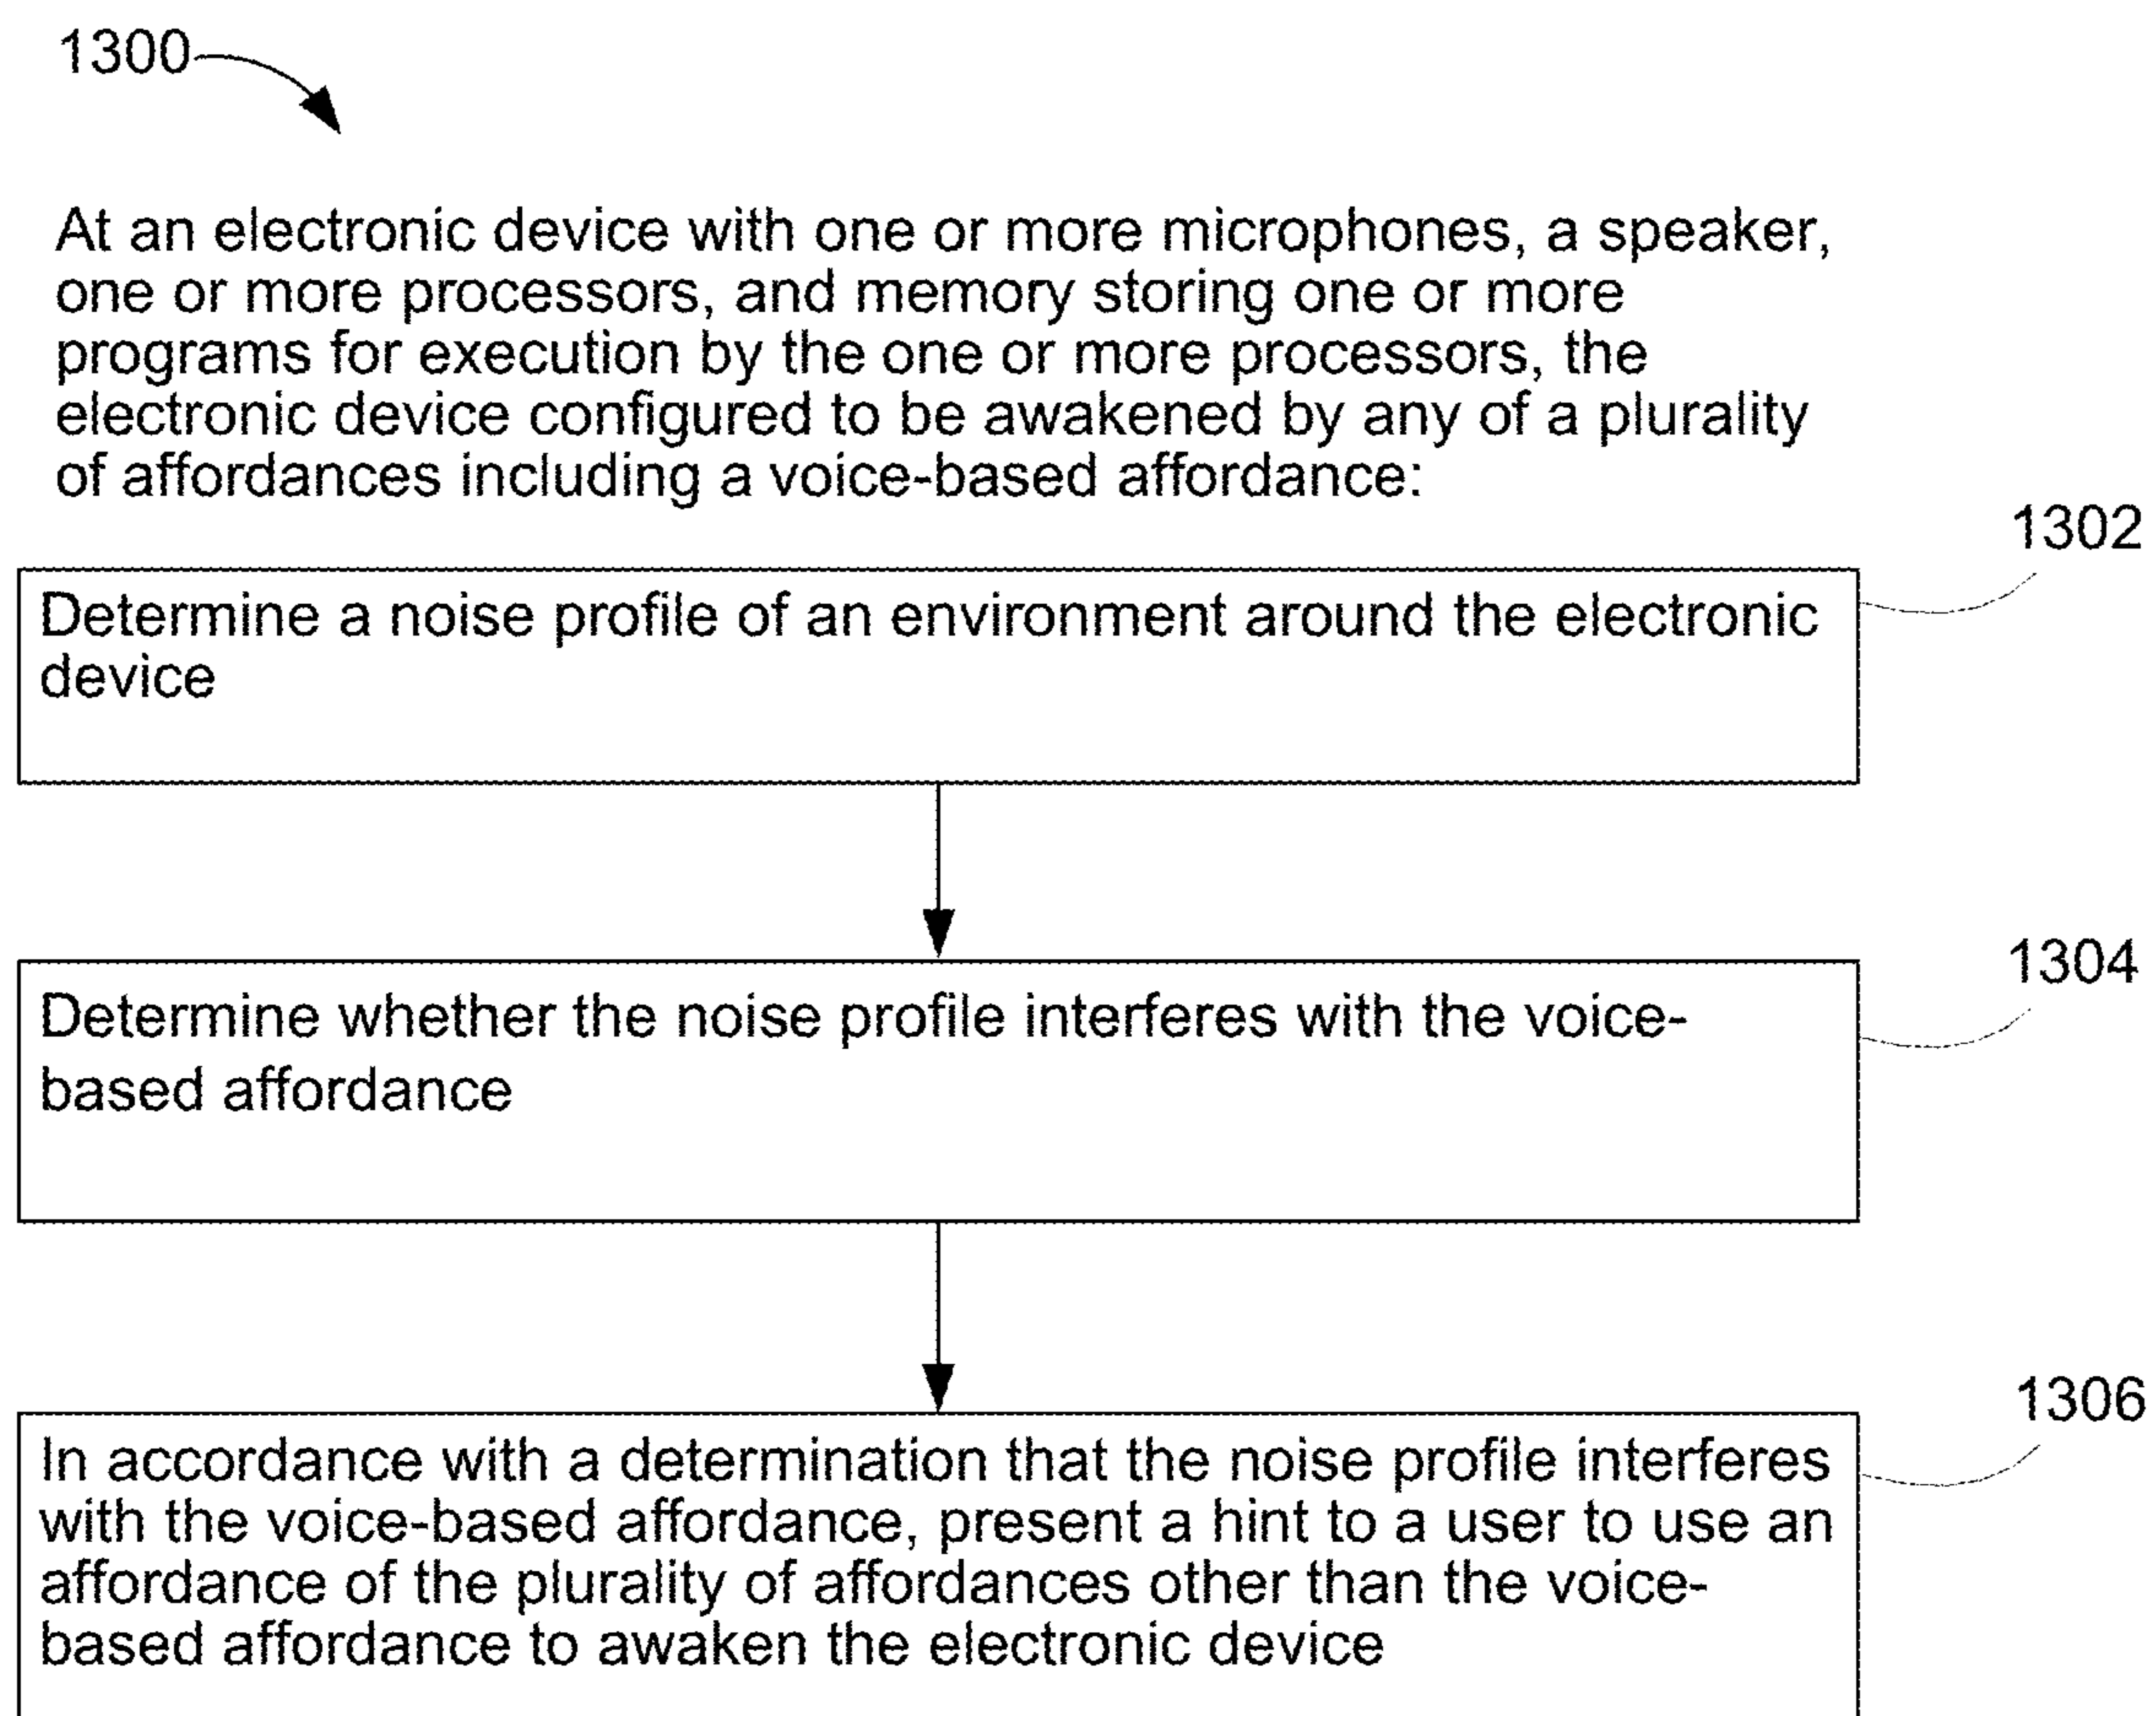 1300
At an electronic device with one or more microphones, a speaker,
one or more processors, and memory storing one or more
programs for execution by the one or more processors, the
electronic device configured to be awakened by any of a plurality
of affordances including a voice-based affordance:
1302
Determine a noise profile of an environment around the electronic
device
1304
Determine whether the noise profile interferes with the voice-
based affordance
1306
In accordance with a determination that the noise profile interferes
with the voice-based affordance, present a hint to a user to use an
affordance of the plurality of affordances other than the voice-
based affordance to awaken the electronic device